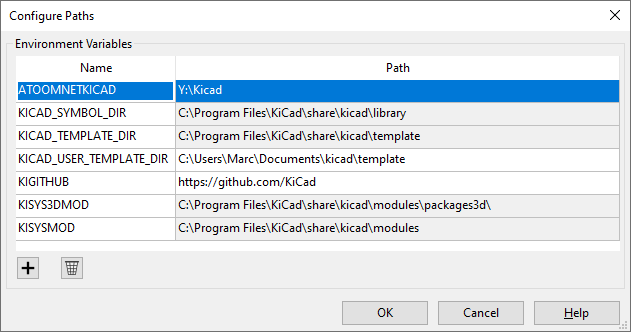 Configure Paths
Environment Variables
Name Path
ATOOMNETKICAD Y:\Kicad
KICAD_SYMBOL_DIR C:\Program Files\KiCad\share\kicad\library
KICAD_TEMPLATE_DIR C:\Program Files\KiCad\share\kicad\template
KICAD_USER_TEMPLATE_DIR C:\Users\Marc\Documents\kicad\template
KIGITHUB https://github.com/KiCad
KISYS3DMOD C:\Program Files\KiCad\share\kicad\modules\packages3d\
KISYSMOD C:\Program Files\KiCad\share\kicad\modules
OK Cancel Help